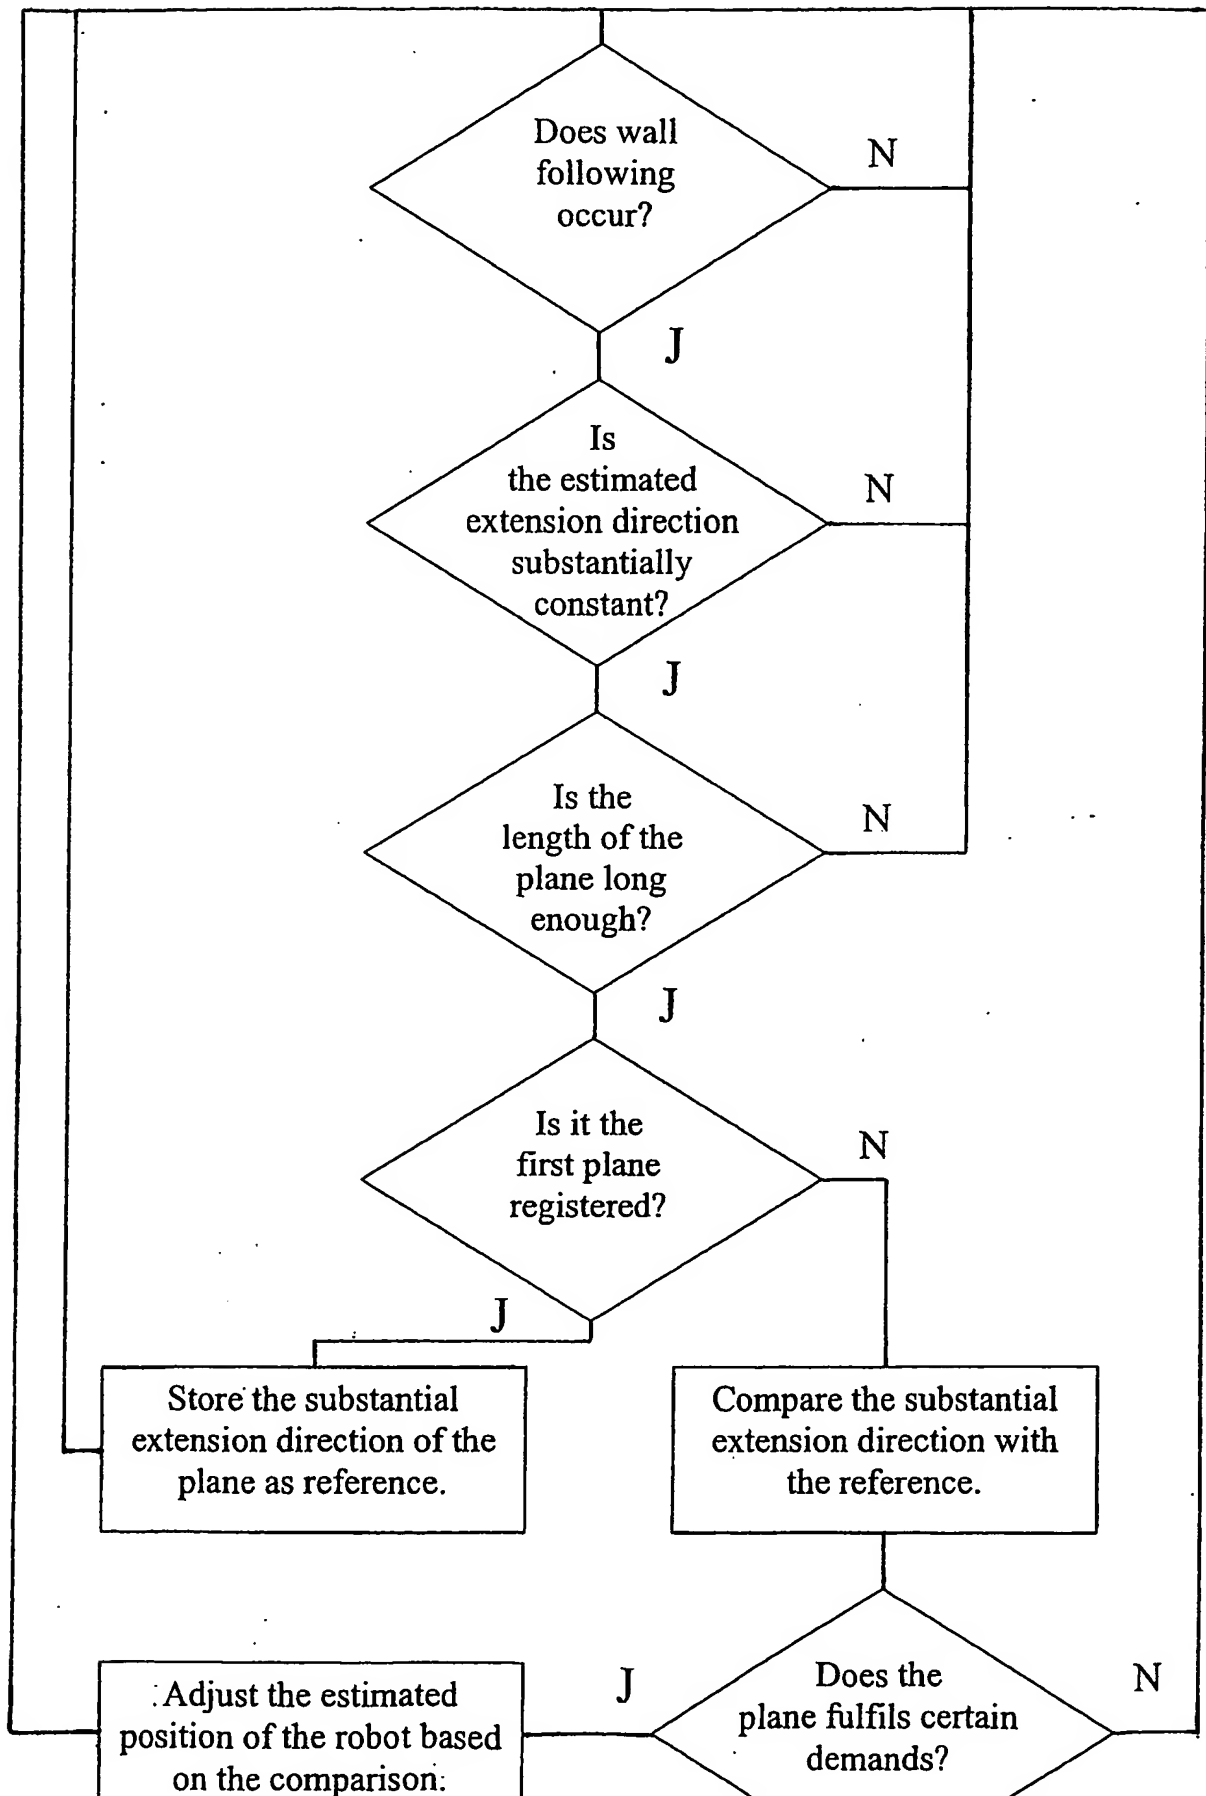 Does wall
following
occur?
N
J
Is
the estimated
extension direction
substantially
constant?
N
J
Is the
length of the
plane long
enough?
N
J
Is it the
first plane
registered?
N
J
Store the substantial
extension direction of the
plane as reference.
Compare the substantial
extension direction with
the reference.
Adjust the estimated
position of the robot based
on the comparison.
J
Does the
plane fulfils certain
demands?
N